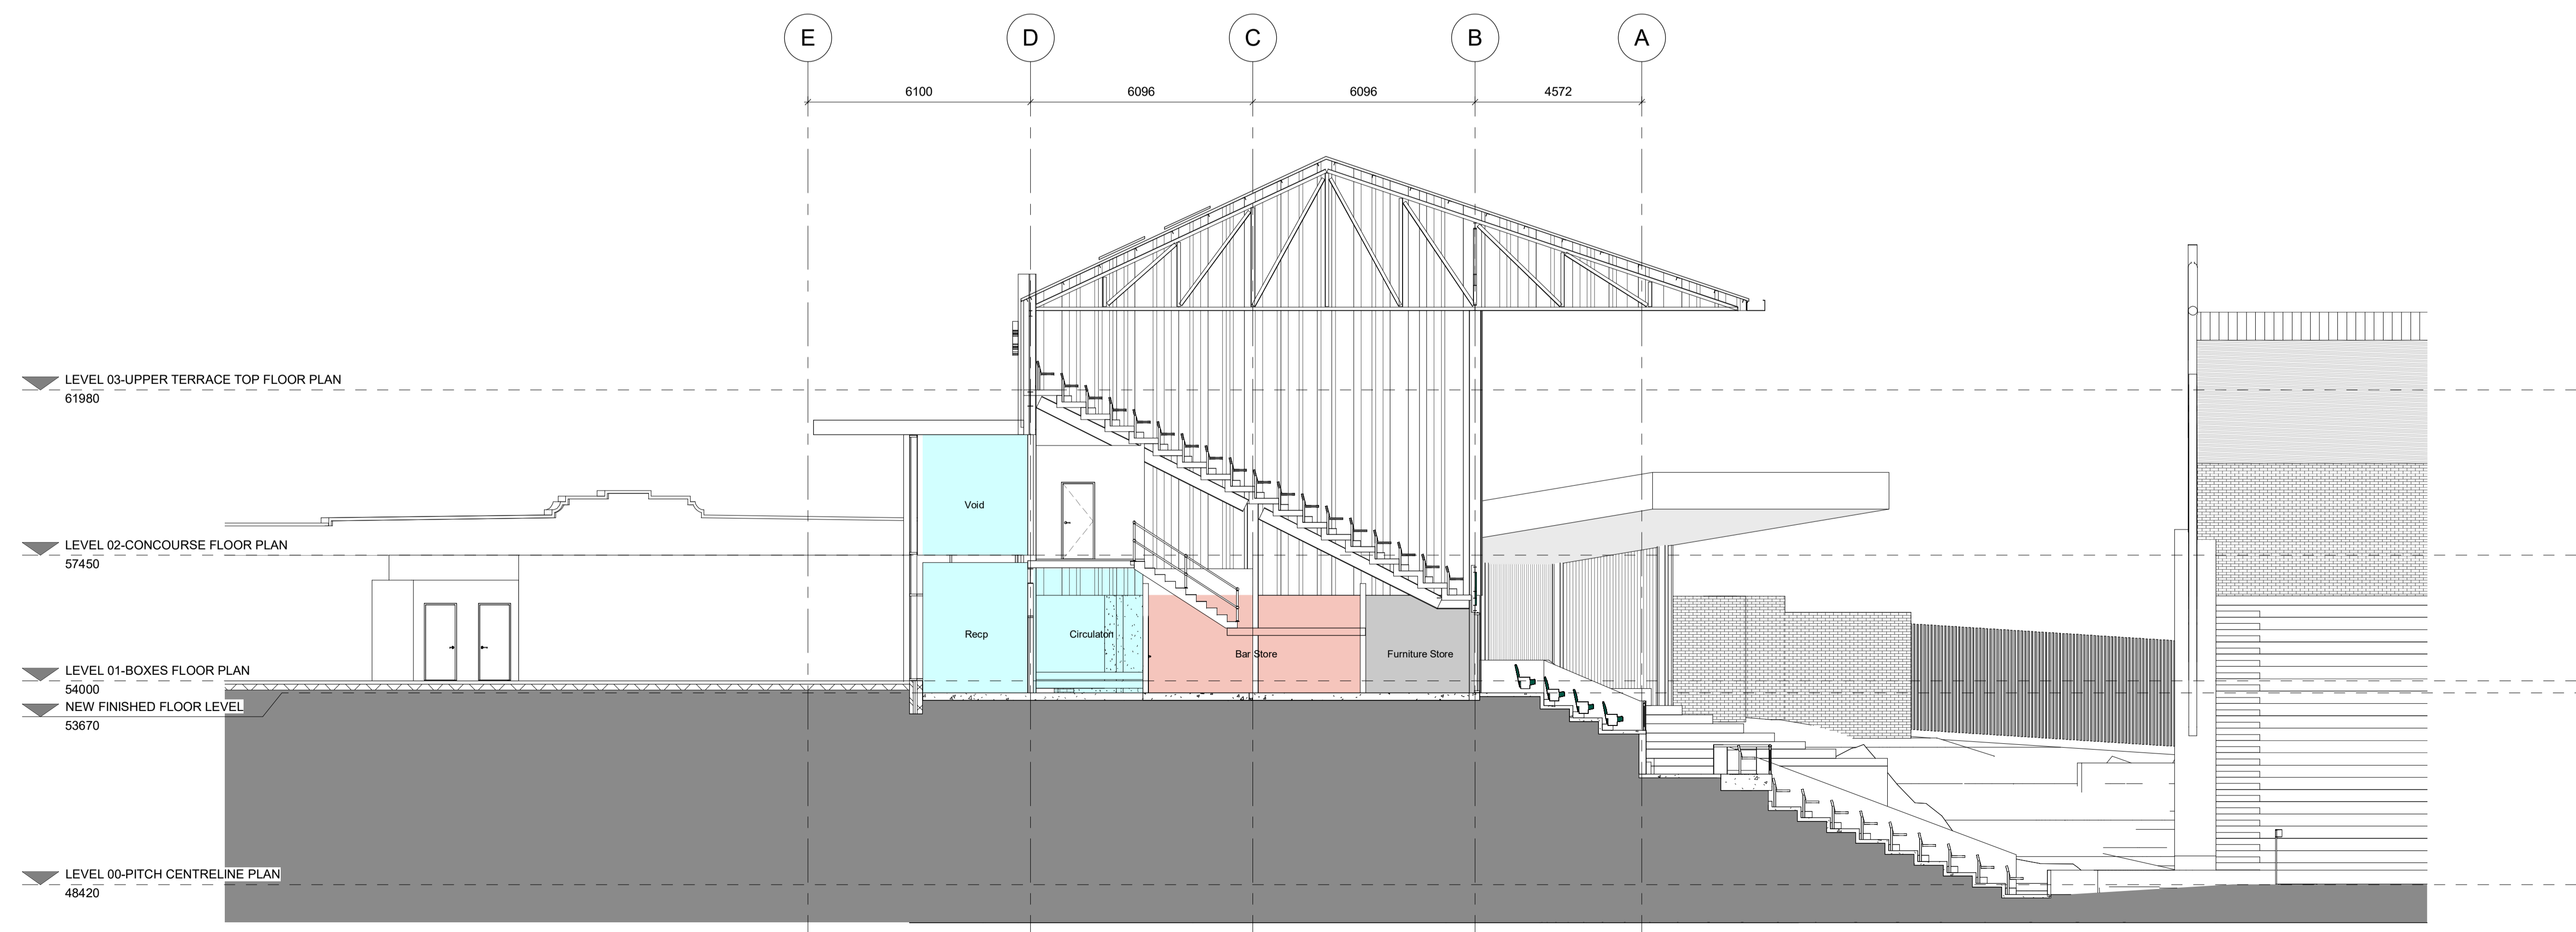 E D C B A
6100 6096 6096 4572
LEVEL 03-UPPER TERRACE TOP FLOOR PLAN
61980
Void
LEVEL 02-CONCOURSE FLOOR PLAN
57450
Recp
Circulaton
Bar Store
Furniture Store
LEVEL 01-BOXES FLOOR PLAN
54000
NEW FINISHED FLOOR LEVEL
53670
LEVEL 00-PITCH CENTRELINE PLAN
48420